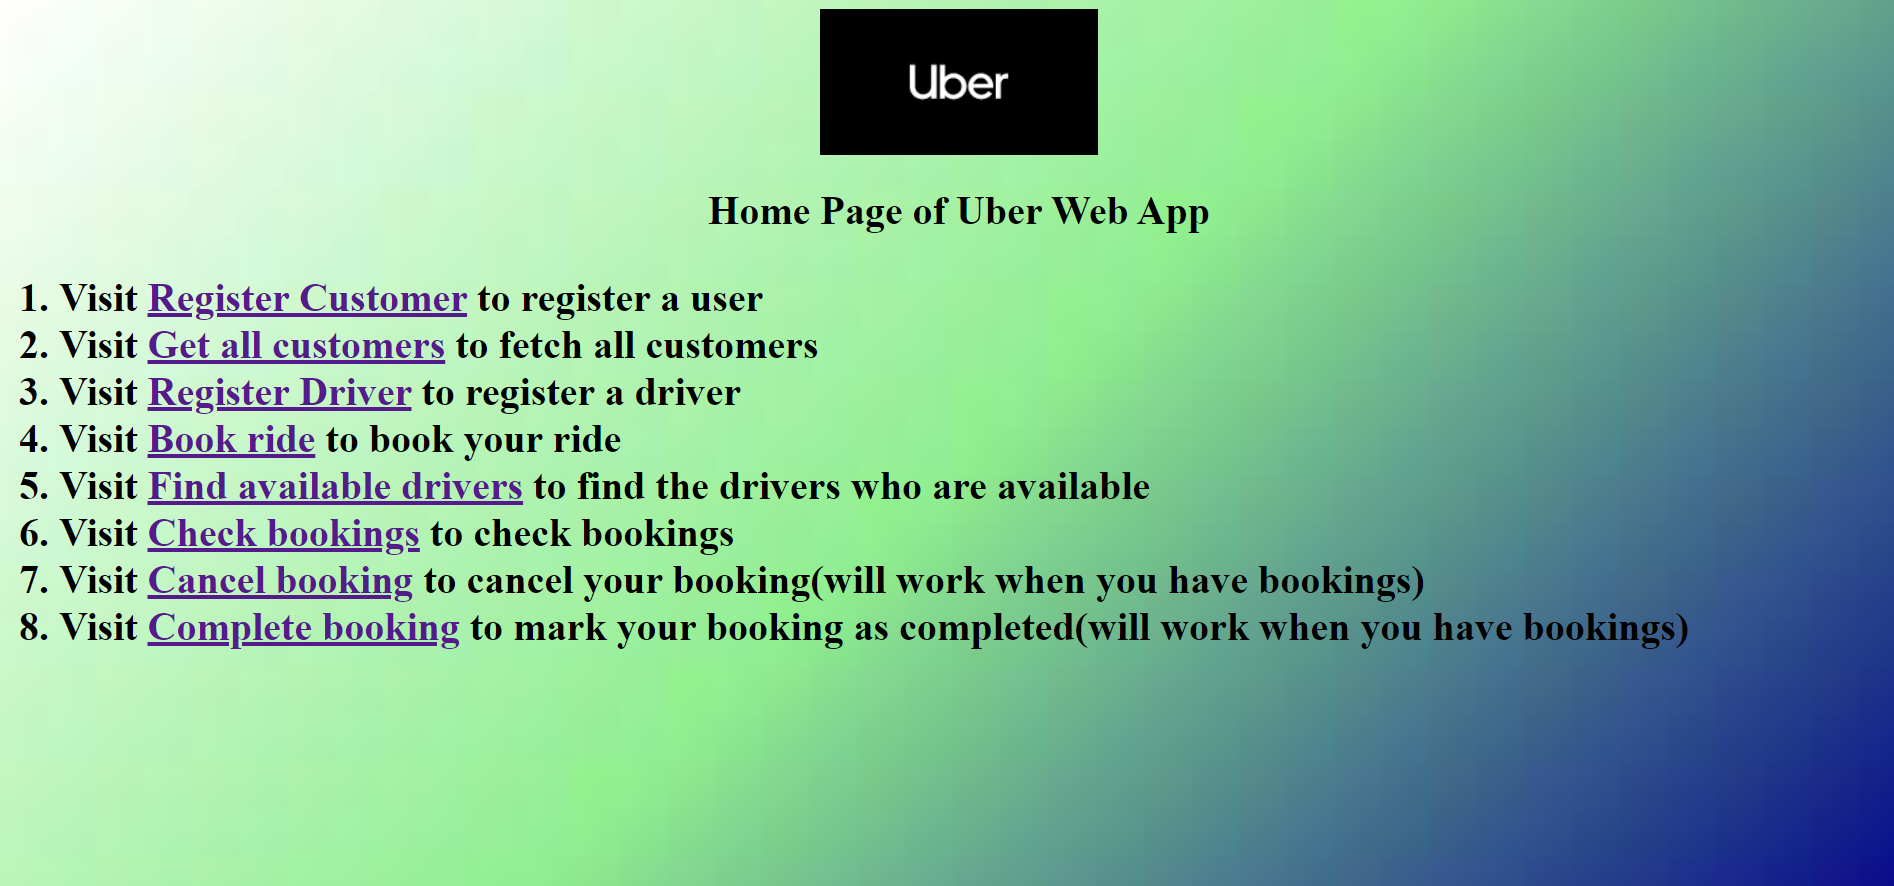 Uber
Home Page of Uber Web App
1. Visit Register Customer to register a user
2. Visit Get all customers to fetch all customers
3. Visit Register Driver to register a driver
4. Visit Book ride to book your ride
5. Visit Find available drivers to find the drivers who are available
6. Visit Check bookings to check bookings
7. Visit Cancel booking to cancel your booking(will work when you have bookings)
8. Visit Complete booking to mark your booking as completed(will work when you have bookings)